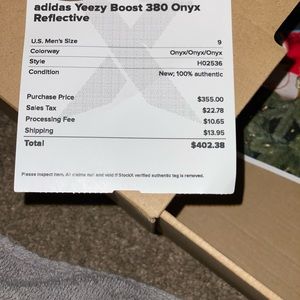 adidas Yeezy Boost 380 Onyx
Reflective
U.S. Men's Size 9
Colorway Onyx/Onyx/Onyx
Style H02536
Condition New; 100% authentic
Purchase Price $355.00
Sales Tax $22.78
Processing Fee $10.65
Shipping $13.95
Total $402.38
Please inspect item. All claims null and void if StockX verified authentic tag is removed.